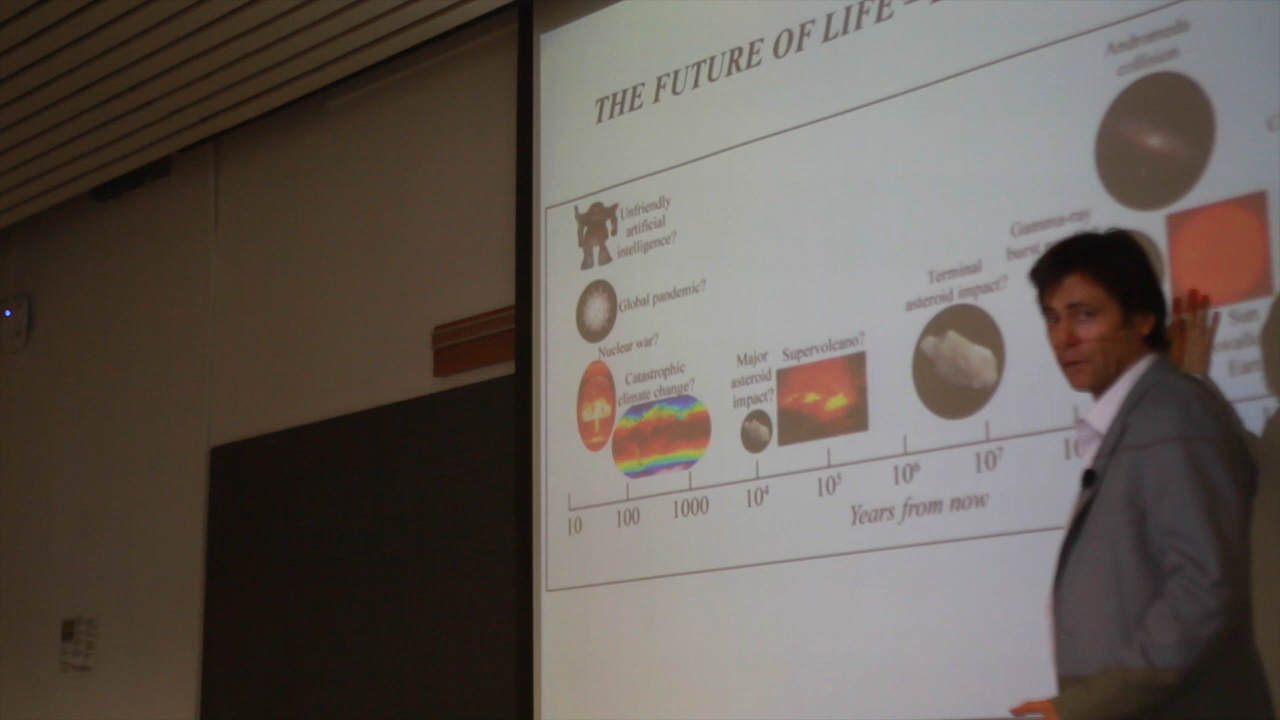 THE FUTURE OF LIFE
Andromeda
collision
Unfriendly
artificial
intelligence?
Global pandemic?
Nuclear war?
Catastrophic
climate change?
Major
asteroid
impact?
Supervolcano?
Terminal
asteroid impact?
Gamma-ray
burst
Sun
Earth
10
100
1000
10⁴
10⁵
10⁶
10⁷
Years from now